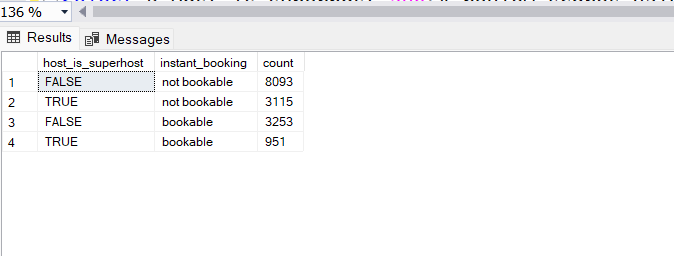 136 %
Results Messages
host_is_superhost instant_booking count
1 FALSE not bookable 8093
2 TRUE not bookable 3115
3 FALSE bookable 3253
4 TRUE bookable 951